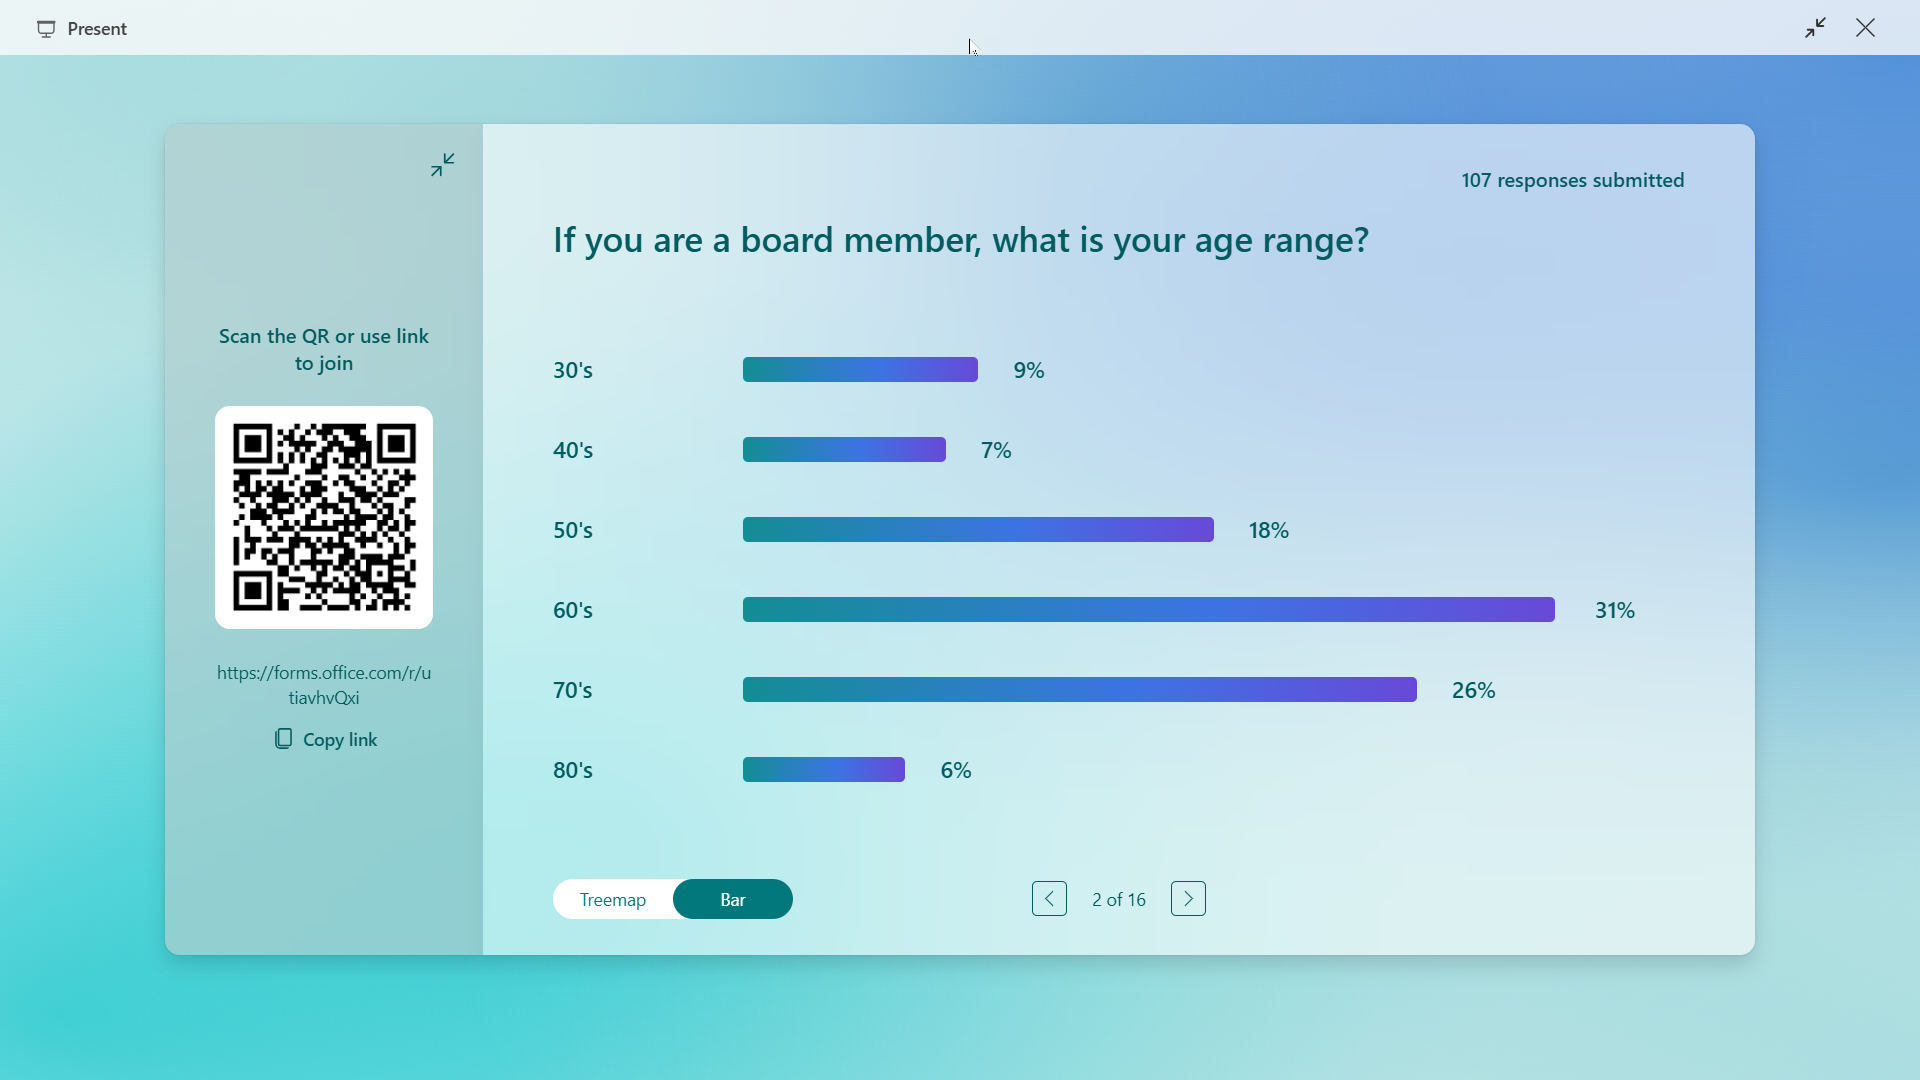 Present
107 responses submitted
If you are a board member, what is your age range?
Scan the QR or use link
to join
https://forms.office.com/r/u
tiavhvQxi
Copy link
30's 9%
40's 7%
50's 18%
60's 31%
70's 26%
80's 6%
Treemap Bar 2 of 16